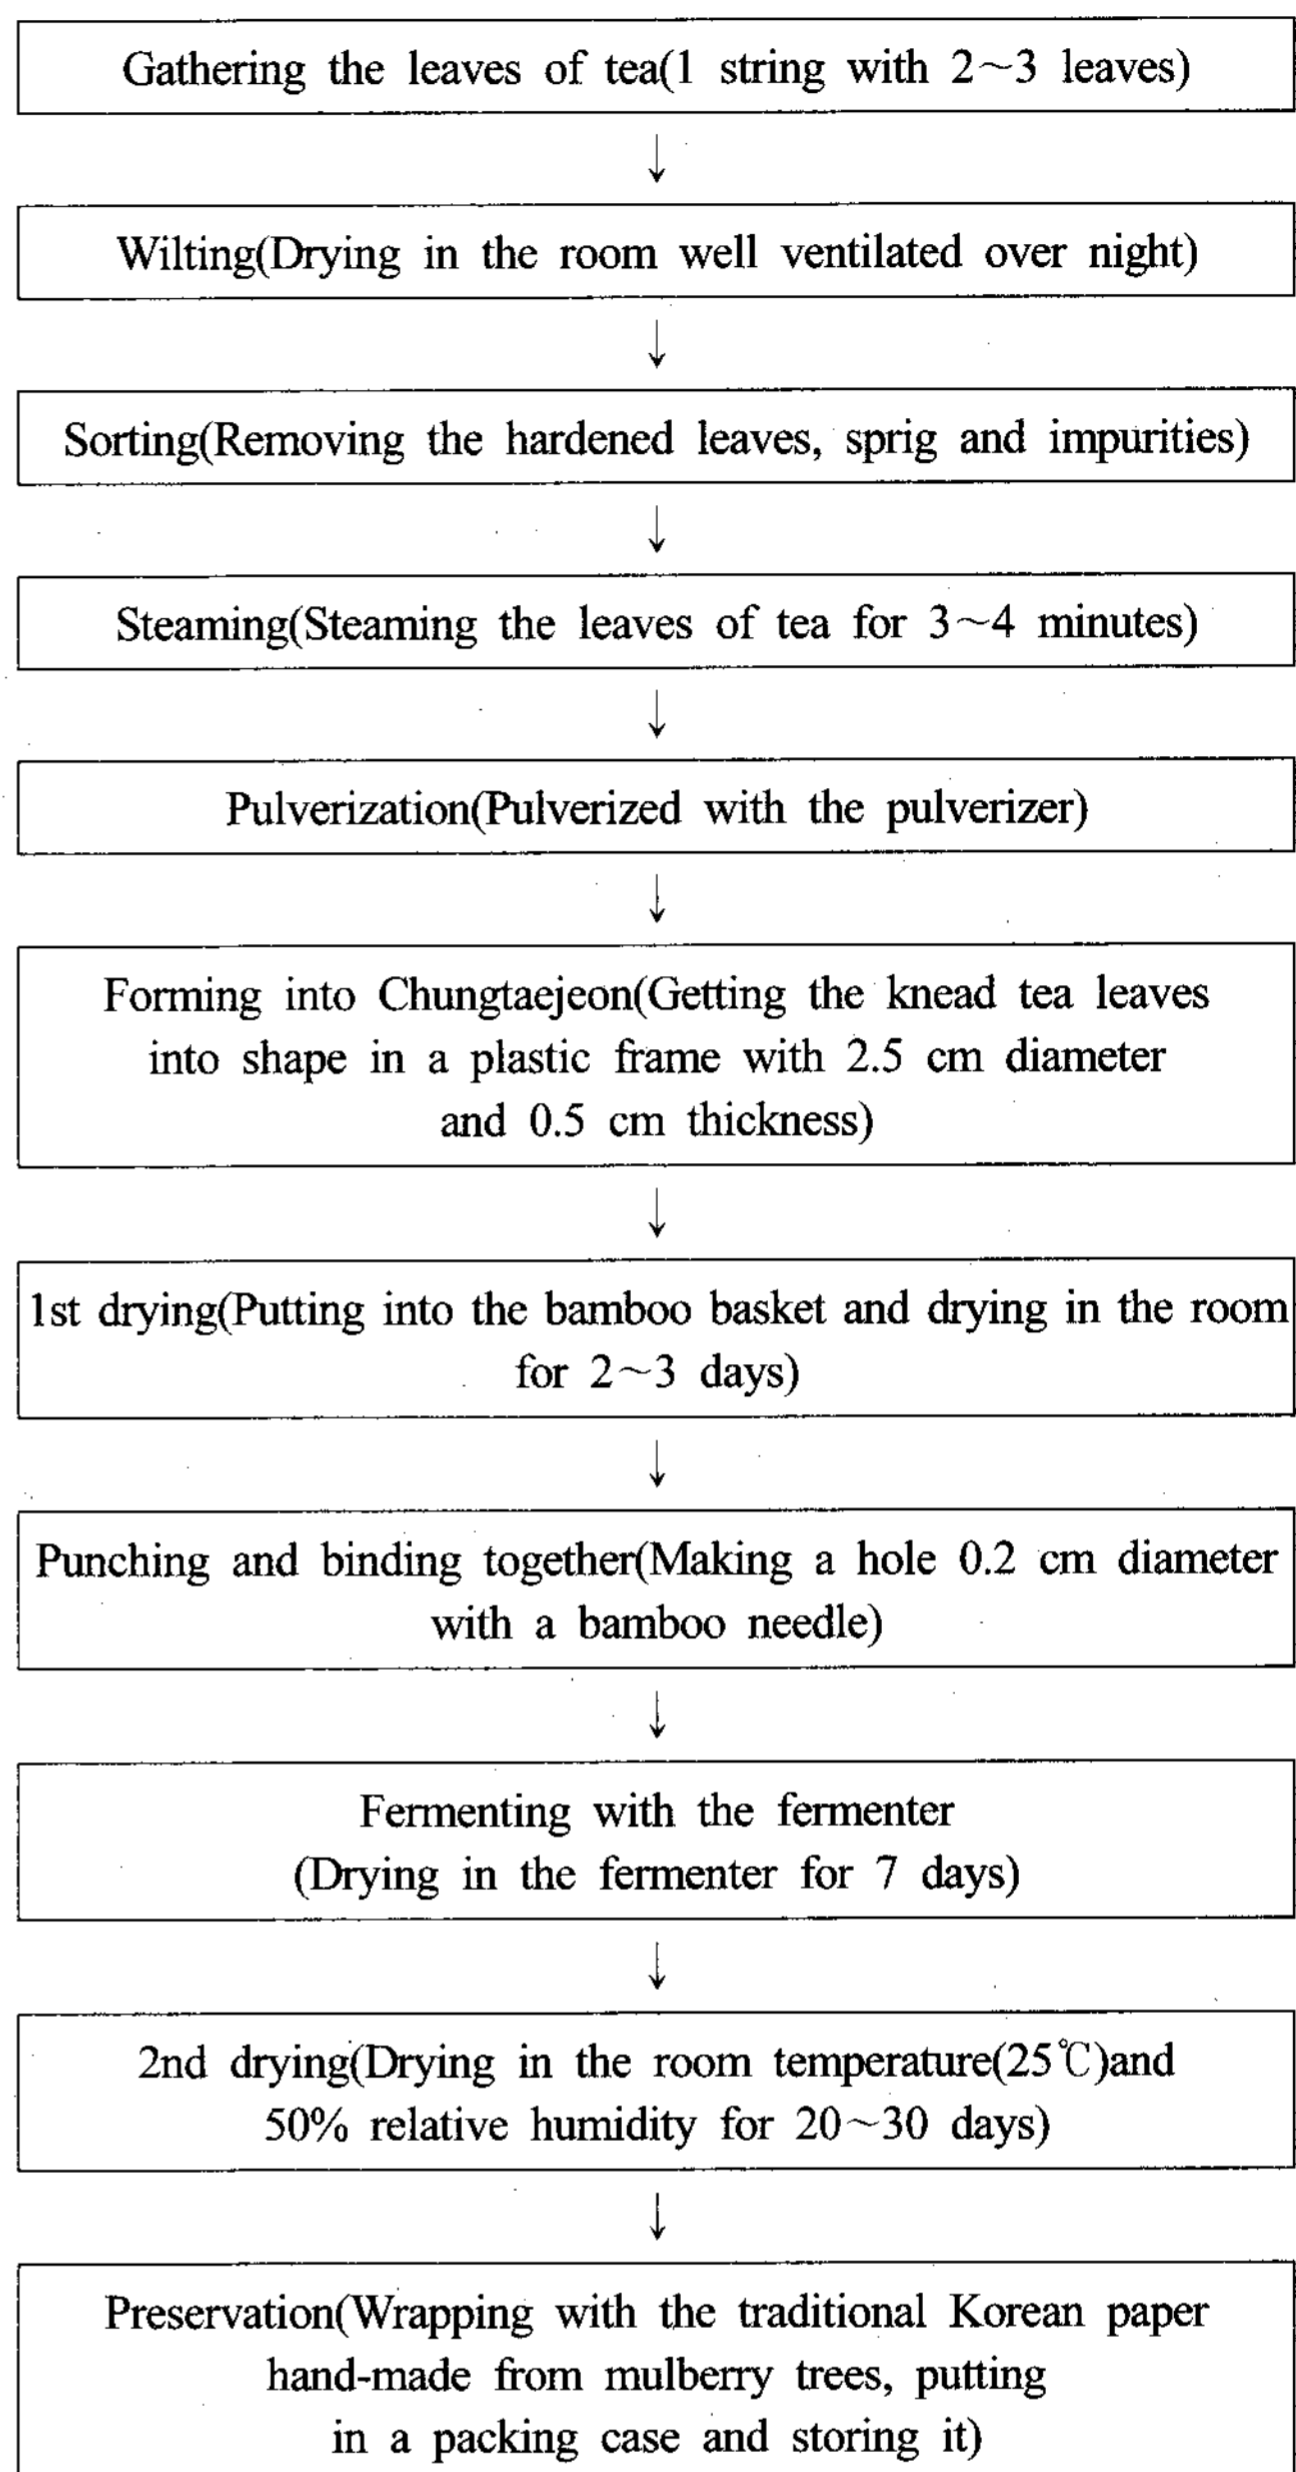 Gathering the leaves of tea(1 string with 2~3 leaves)
↓
Wilting(Drying in the room well ventilated over night)
↓
Sorting(Removing the hardened leaves, sprig and impurities)
↓
Steaming(Steaming the leaves of tea for 3~4 minutes)
↓
Pulverization(Pulverized with the pulverizer)
↓
Forming into Chungtaejeon(Getting the knead tea leaves
into shape in a plastic frame with 2.5 cm diameter
and 0.5 cm thickness)
↓
1st drying(Putting into the bamboo basket and drying in the room
for 2~3 days)
↓
Punching and binding together(Making a hole 0.2 cm diameter
with a bamboo needle)
↓
Fermenting with the fermenter
(Drying in the fermenter for 7 days)
↓
2nd drying(Drying in the room temperature(25℃)and
50% relative humidity for 20~30 days)
↓
Preservation(Wrapping with the traditional Korean paper
hand-made from mulberry trees, putting
in a packing case and storing it)